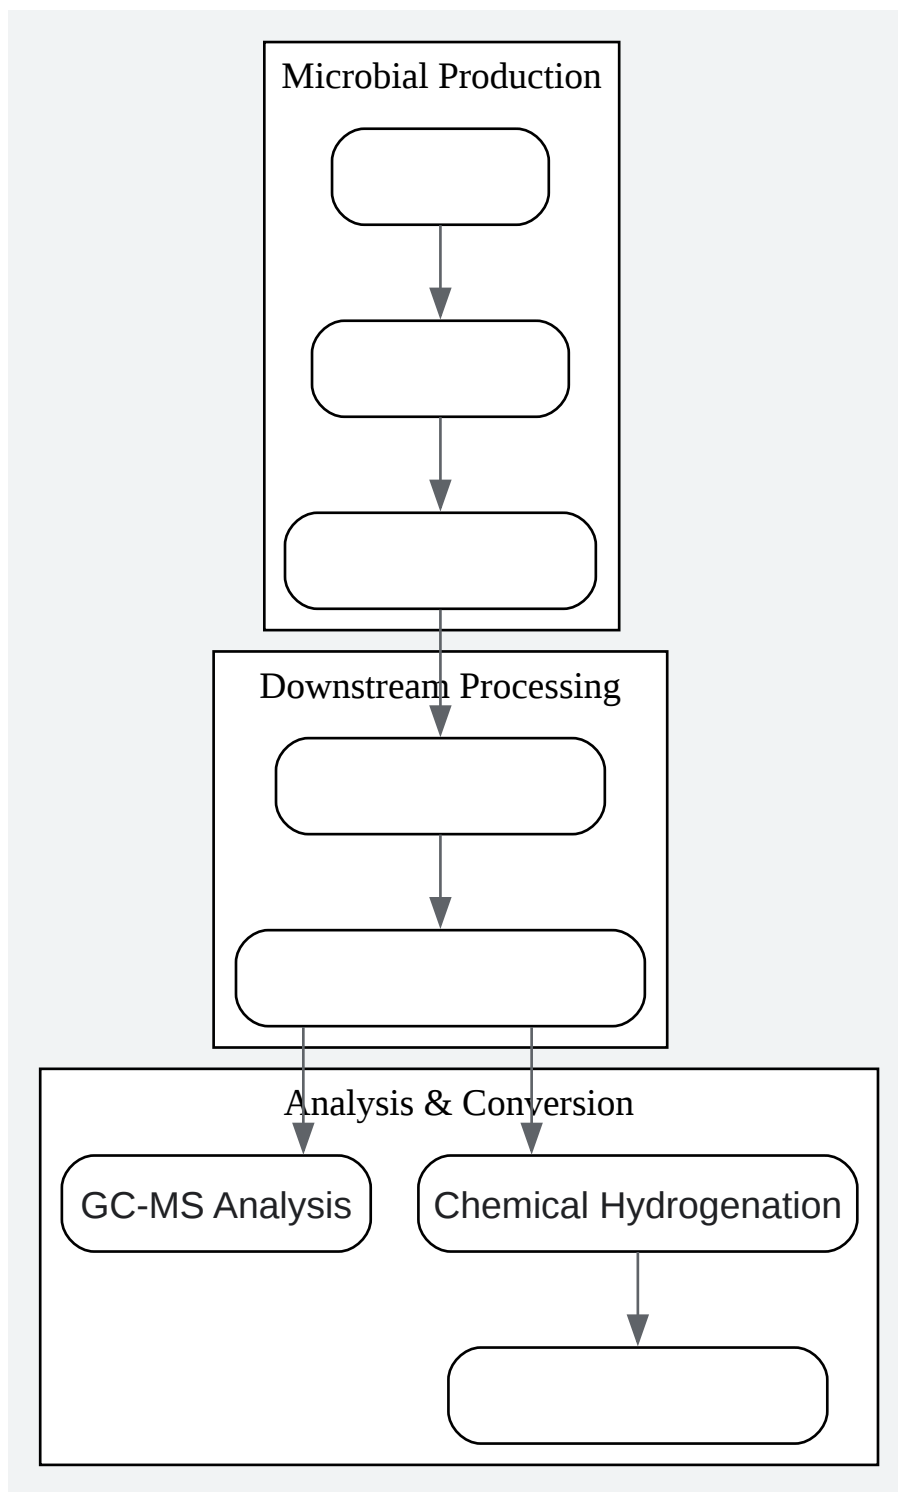 Microbial Production
Downstream Processing
Analysis & Conversion
GC-MS Analysis
Chemical Hydrogenation